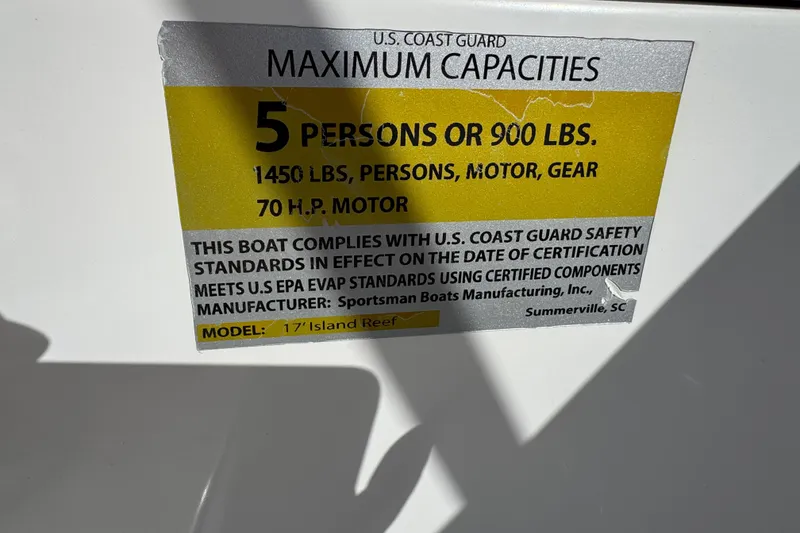 U.S. COAST GUARD
MAXIMUM CAPACITIES
5 PERSONS OR 900 LBS.
1450 LBS, PERSONS, MOTOR, GEAR
70 H.P. MOTOR
THIS BOAT COMPLIES WITH U.S. COAST GUARD SAFETY
STANDARDS IN EFFECT ON THE DATE OF CERTIFICATION
MEETS U.S EPA EVAP STANDARDS USING CERTIFIED COMPONENTS
MANUFACTURER: Sportsman Boats Manufacturing, Inc.,
Summerville, SC
MODEL: 17' Island Reef